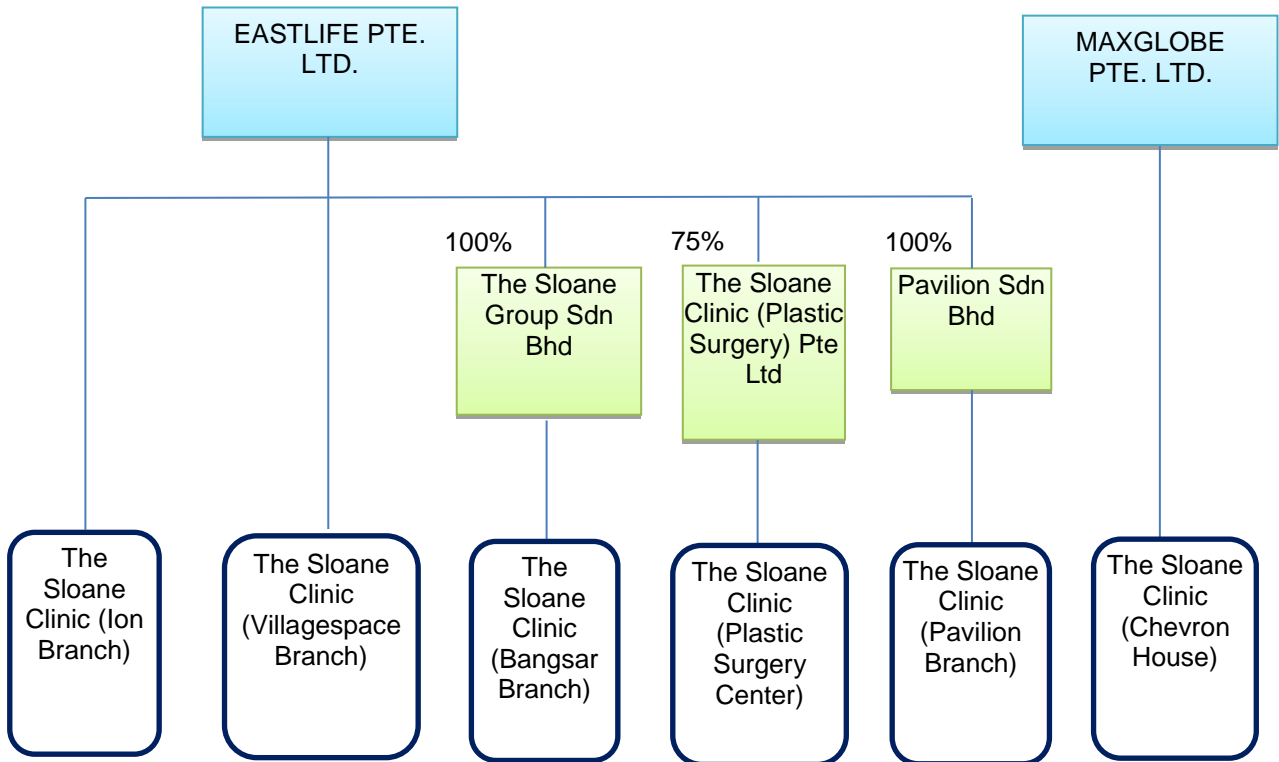 EASTLIFE PTE.
LTD.
MAXGLOBE
PTE. LTD.
100%
75%
100%
The Sloane
Group Sdn
Bhd
The Sloane
Clinic (Plastic
Surgery) Pte
Ltd
Pavilion Sdn
Bhd
The
Sloane
Clinic (Ion
Branch)
The Sloane
Clinic
(Villagespace
Branch)
The
Sloane
Clinic
(Bangsar
Branch)
The Sloane
Clinic
(Plastic
Surgery
Center)
The Sloane
Clinic
(Pavilion
Branch)
The Sloane
Clinic
(Chevron
House)